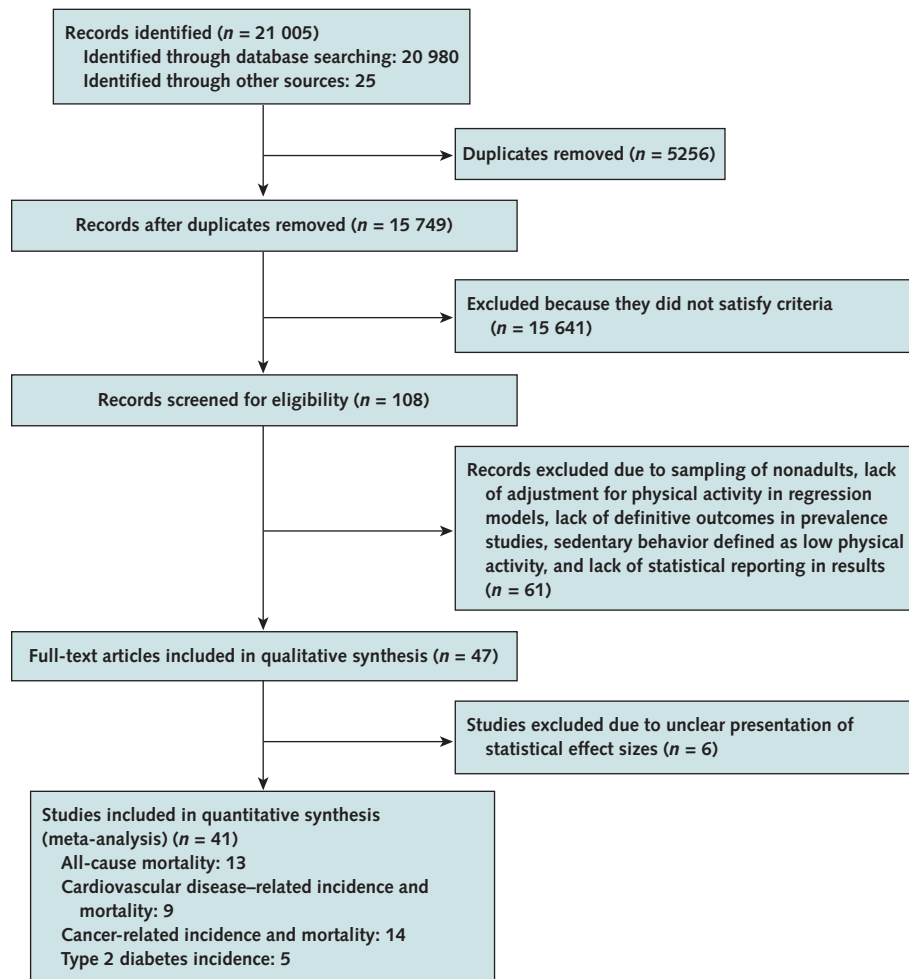 Records identified (n = 21 005)
Identified through database searching: 20 980
Identified through other sources: 25
Duplicates removed (n = 5256)
Records after duplicates removed (n = 15 749)
Excluded because they did not satisfy criteria
(n = 15 641)
Records screened for eligibility (n = 108)
Records excluded due to sampling of nonadults, lack
of adjustment for physical activity in regression
models, lack of definitive outcomes in prevalence
studies, sedentary behavior defined as low physical
activity, and lack of statistical reporting in results
(n = 61)
Full-text articles included in qualitative synthesis (n = 47)
Studies excluded due to unclear presentation of
statistical effect sizes (n = 6)
Studies included in quantitative synthesis
(meta-analysis) (n = 41)
All-cause mortality: 13
Cardiovascular disease–related incidence and
mortality: 9
Cancer-related incidence and mortality: 14
Type 2 diabetes incidence: 5